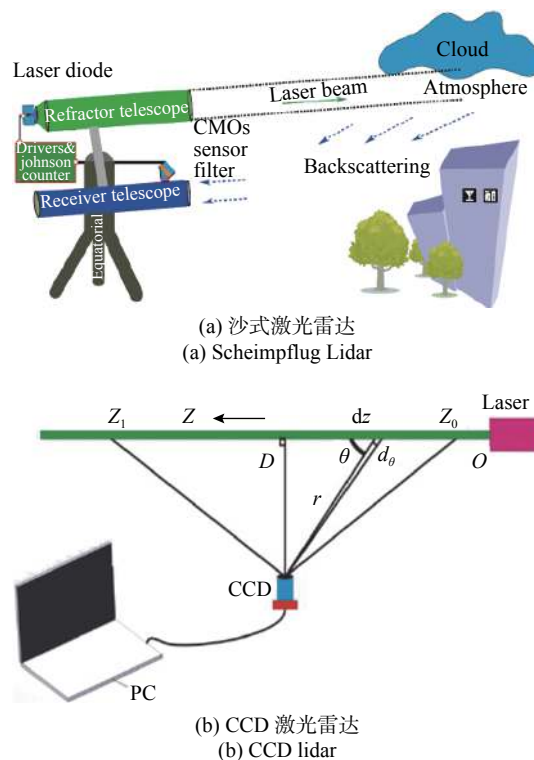 Cloud
Laser diode
Laser beam
Atmosphere
Refractor telescope
CMOs
sensor
filter
Drivers&
johnson
counter
Backscattering
Receiver telescope
Equatorial
(a) 沙式激光雷达
(a) Scheimpflug Lidar
Laser
Z1
Z
dz
Z0
D
θ
dθ
O
r
CCD
PC
(b) CCD 激光雷达
(b) CCD lidar